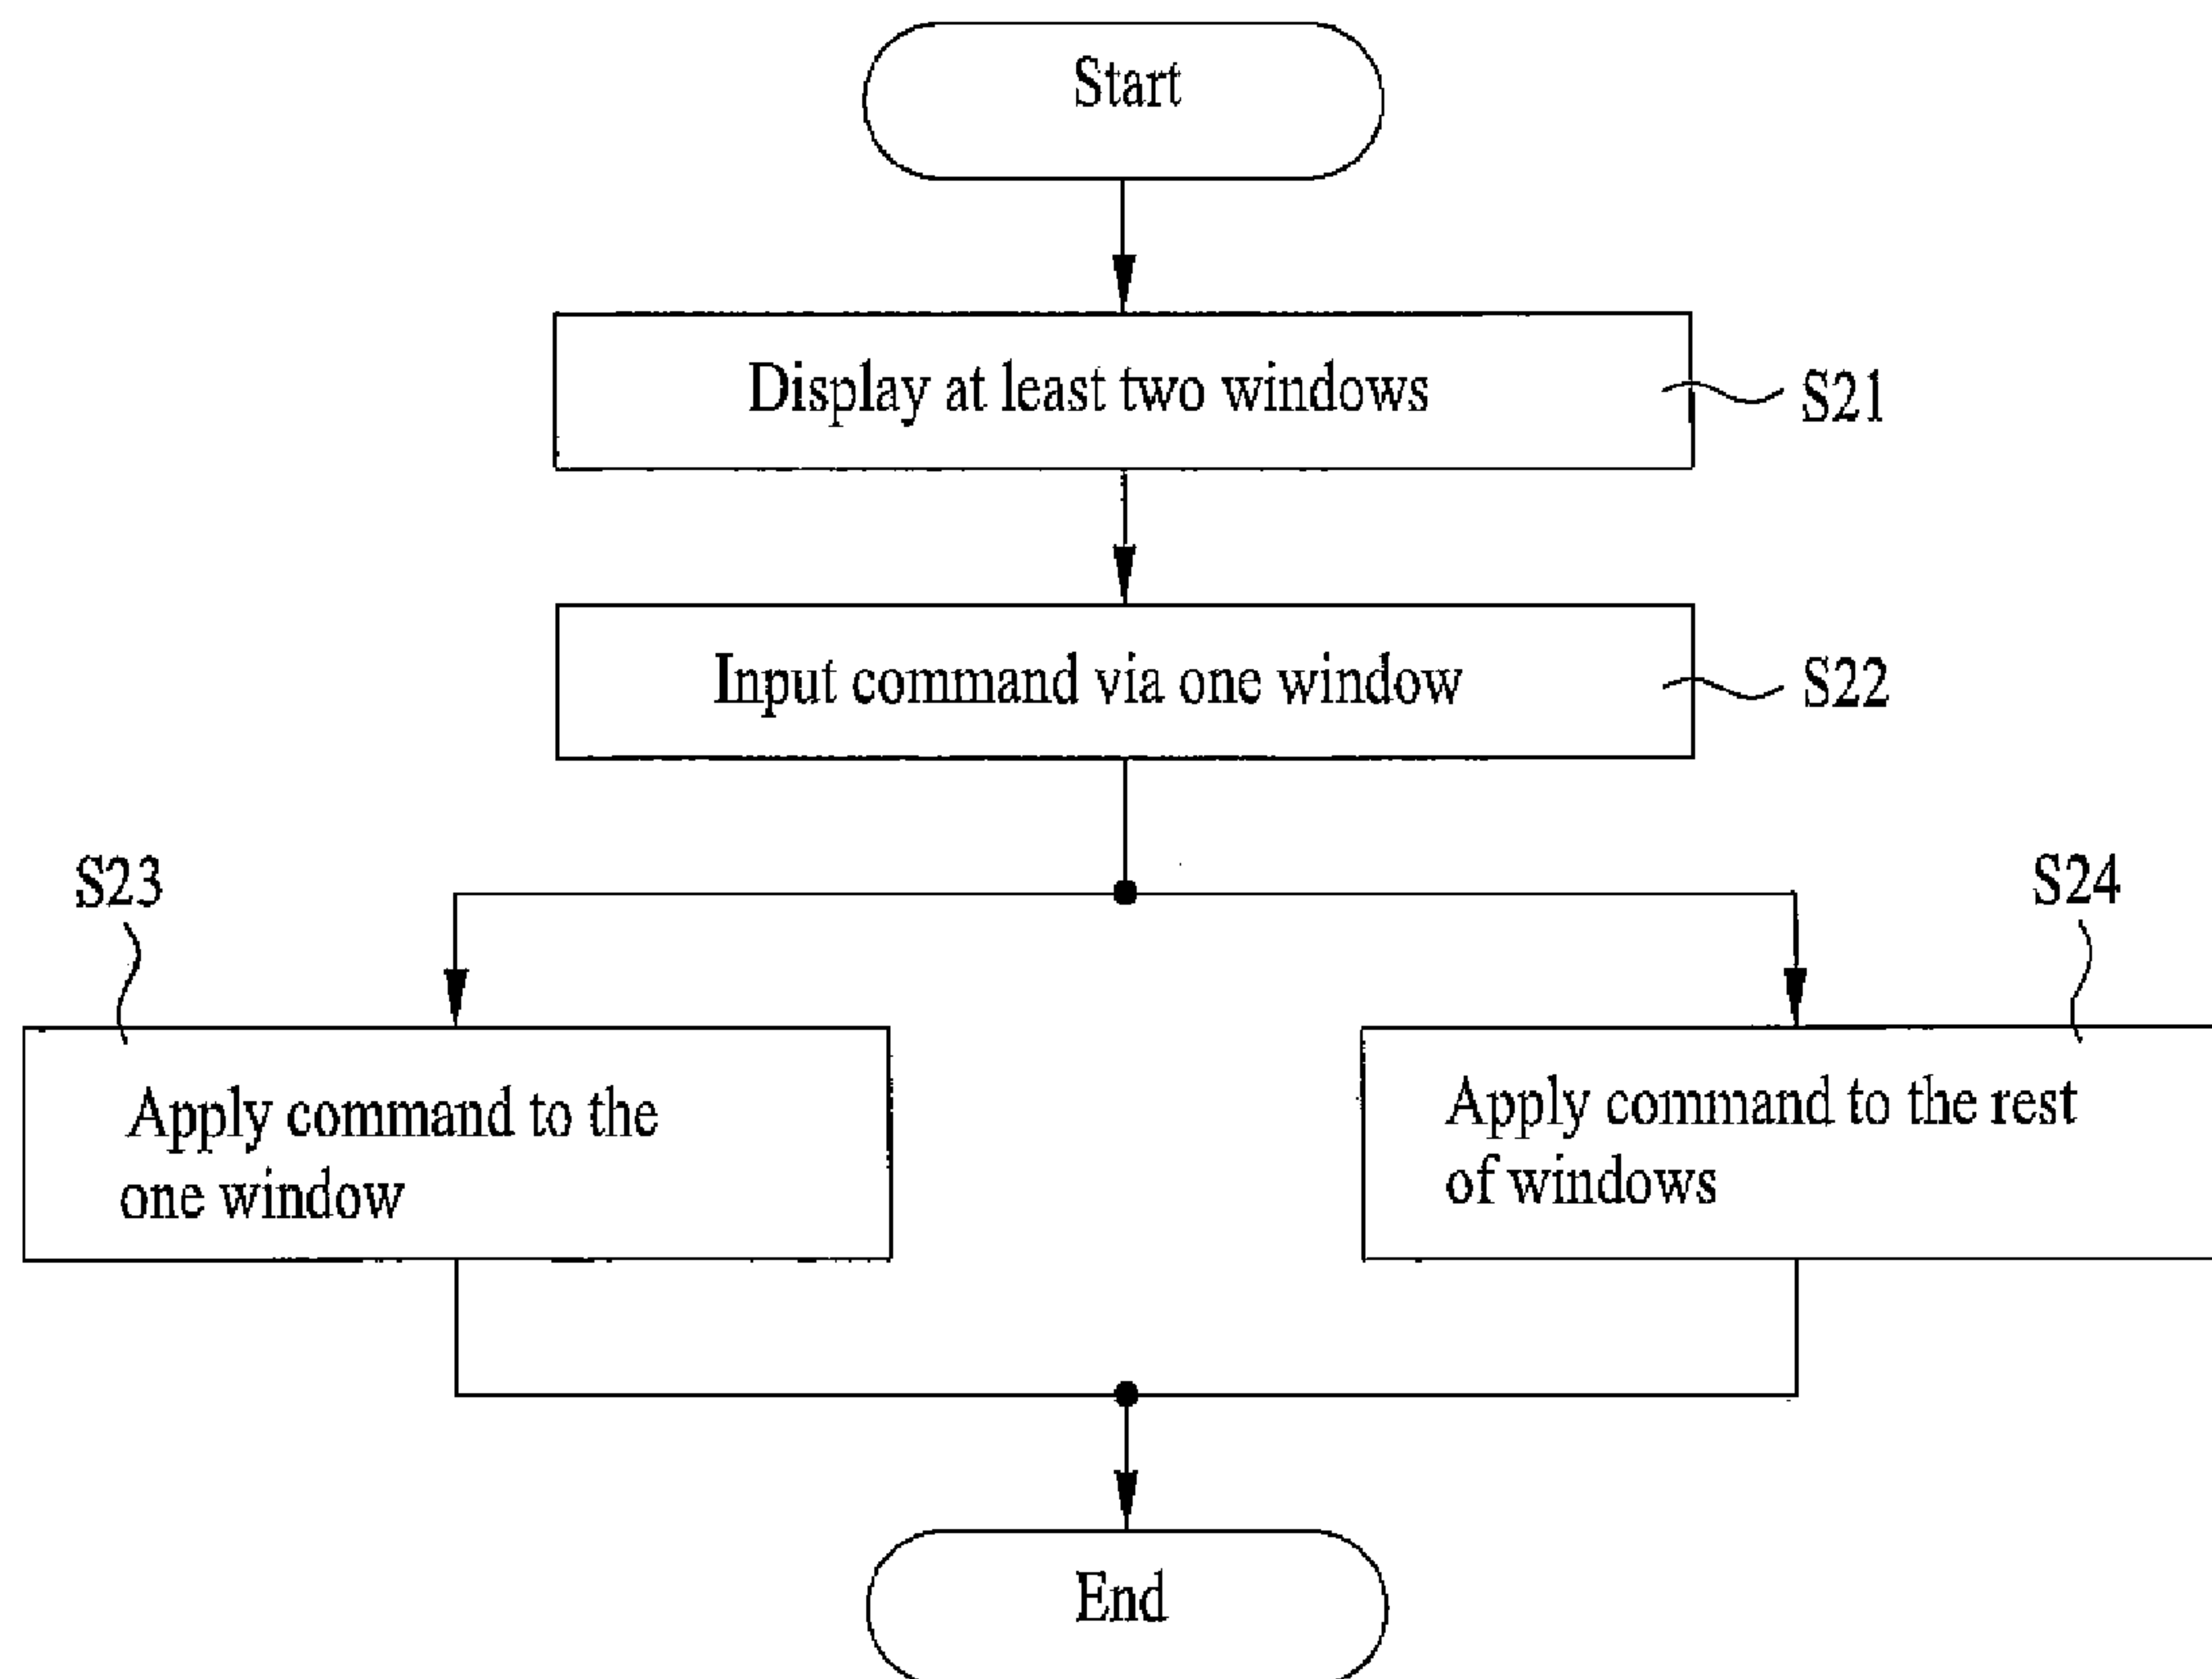 Start
Display at least two windows
S21
Input command via one window
S22
S23
S24
Apply command to the
one window
Apply command to the rest
of windows
End